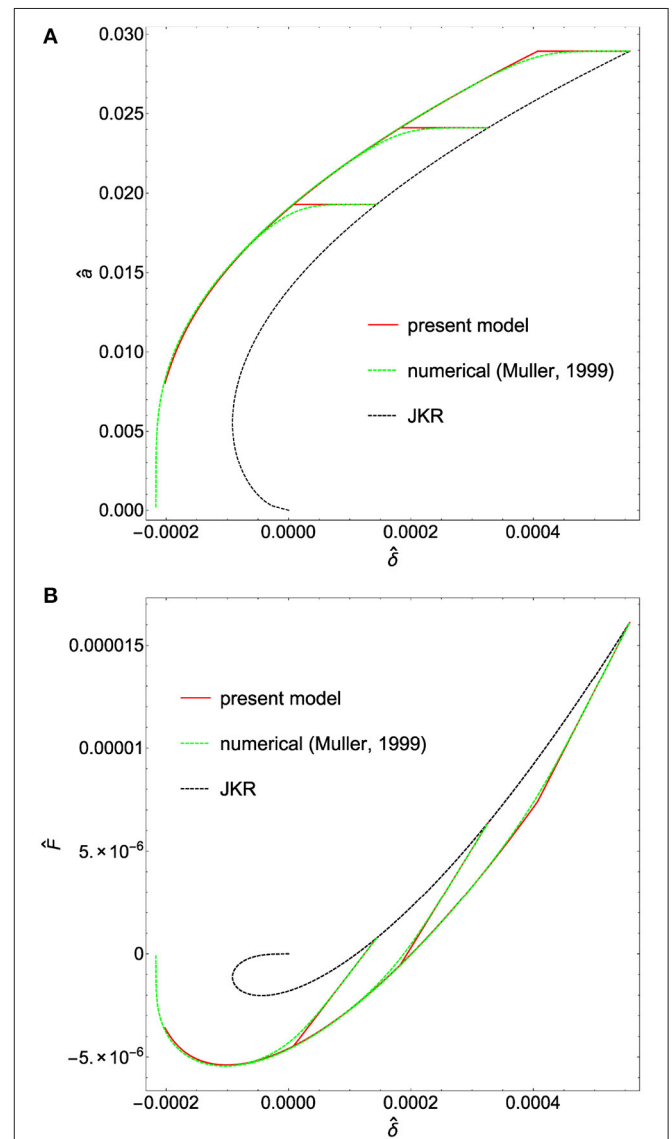 A
0.030
0.025
0.020
0.015
0.010
0.005
0.000
â
present model
numerical (Muller, 1999)
JKR
−0.0002 0.0000 0.0002 0.0004
δ̂
B
0.000015
0.00001
5.×10⁻⁶
0
−5.×10⁻⁶
F̂
present model
numerical (Muller, 1999)
JKR
−0.0002 0.0000 0.0002 0.0004
δ̂